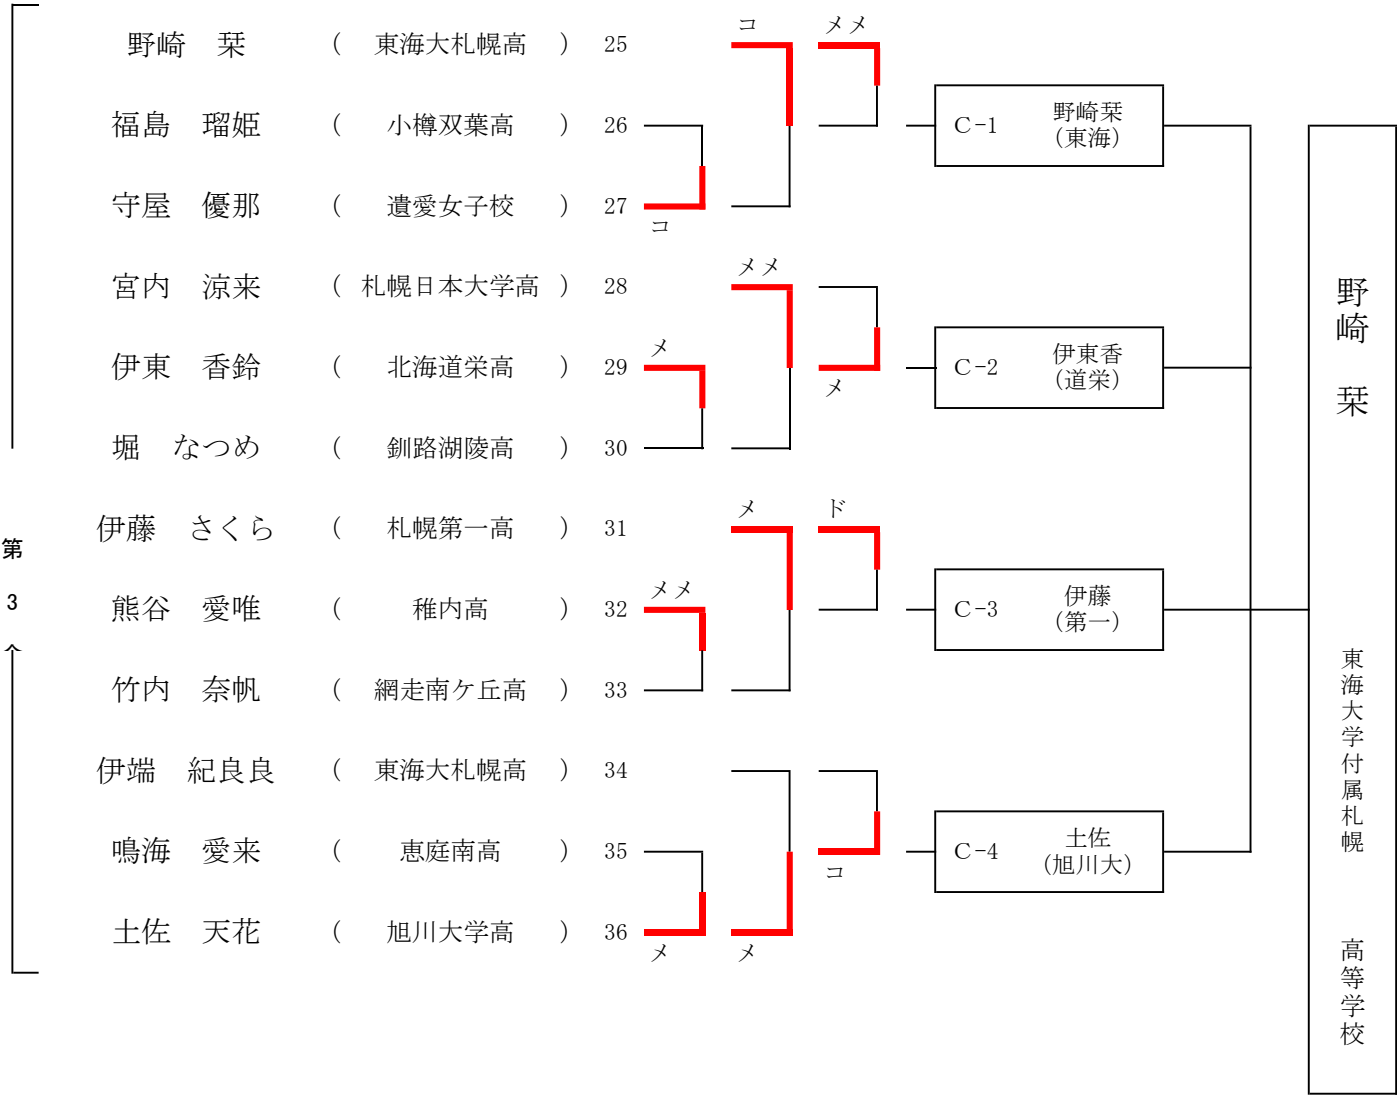 野崎　栞　（　東海大札幌高　）　25
福島　瑠姫　（　小樽双葉高　）　26
守屋　優那　（　遺愛女子校　）　27
宮内　涼来　（　札幌日本大学高　）　28
伊東　香鈴　（　北海道栄高　）　29
堀　なつめ　（　釧路湖陵高　）　30
伊藤　さくら　（　札幌第一高　）　31
熊谷　愛唯　（　稚内高　）　32
竹内　奈帆　（　網走南ケ丘高　）　33
伊端　紀良良　（　東海大札幌高　）　34
鳴海　愛来　（　恵庭南高　）　35
土佐　天花　（　旭川大学高　）　36
第
3
コ
メ
メメ
メ
コ
メメ
メ
メ
メメ
メ
ド
コ
C-1　野崎栞
（東海）
C-2　伊東香
（道栄）
C-3　伊藤
（第一）
C-4　土佐
（旭川大）
野崎　栞
東海大学付属札幌　高等学校